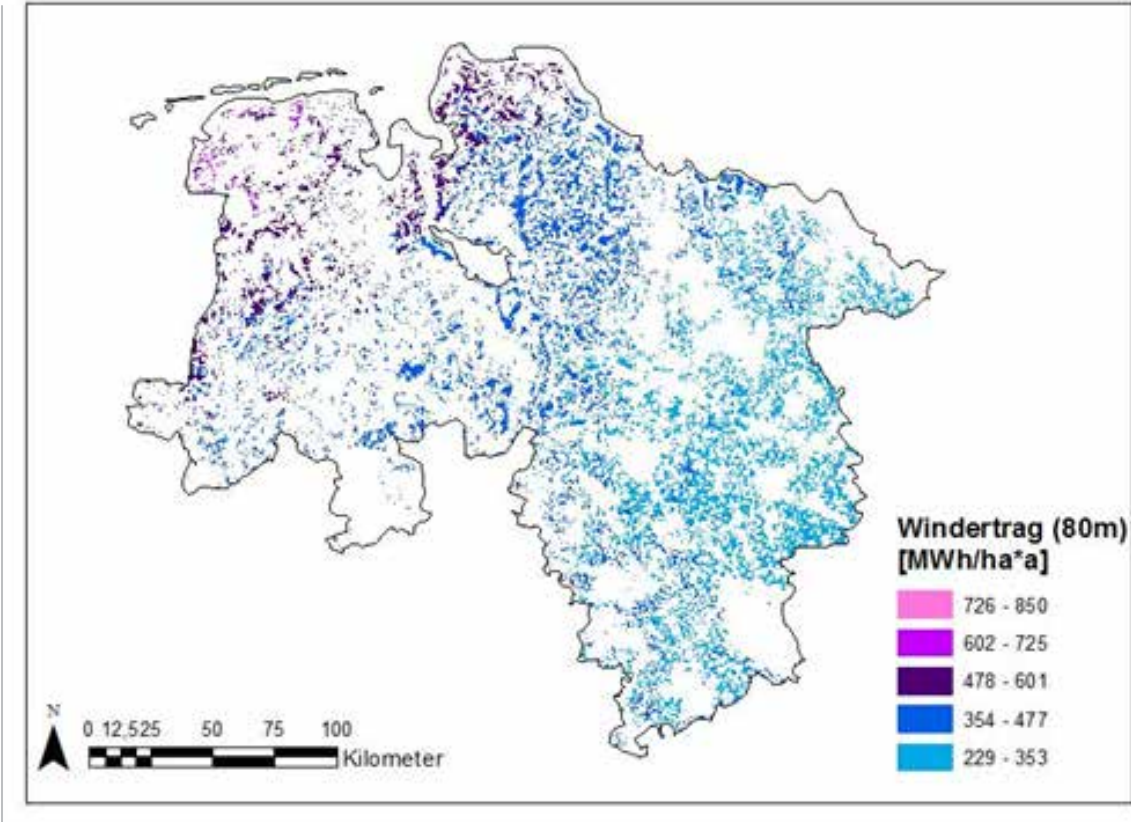 Windertrag (80m)
[MWh/ha*a]
726 - 850
602 - 725
478 - 601
354 - 477
229 - 353
N
0 12,525 50 75 100
Kilometer